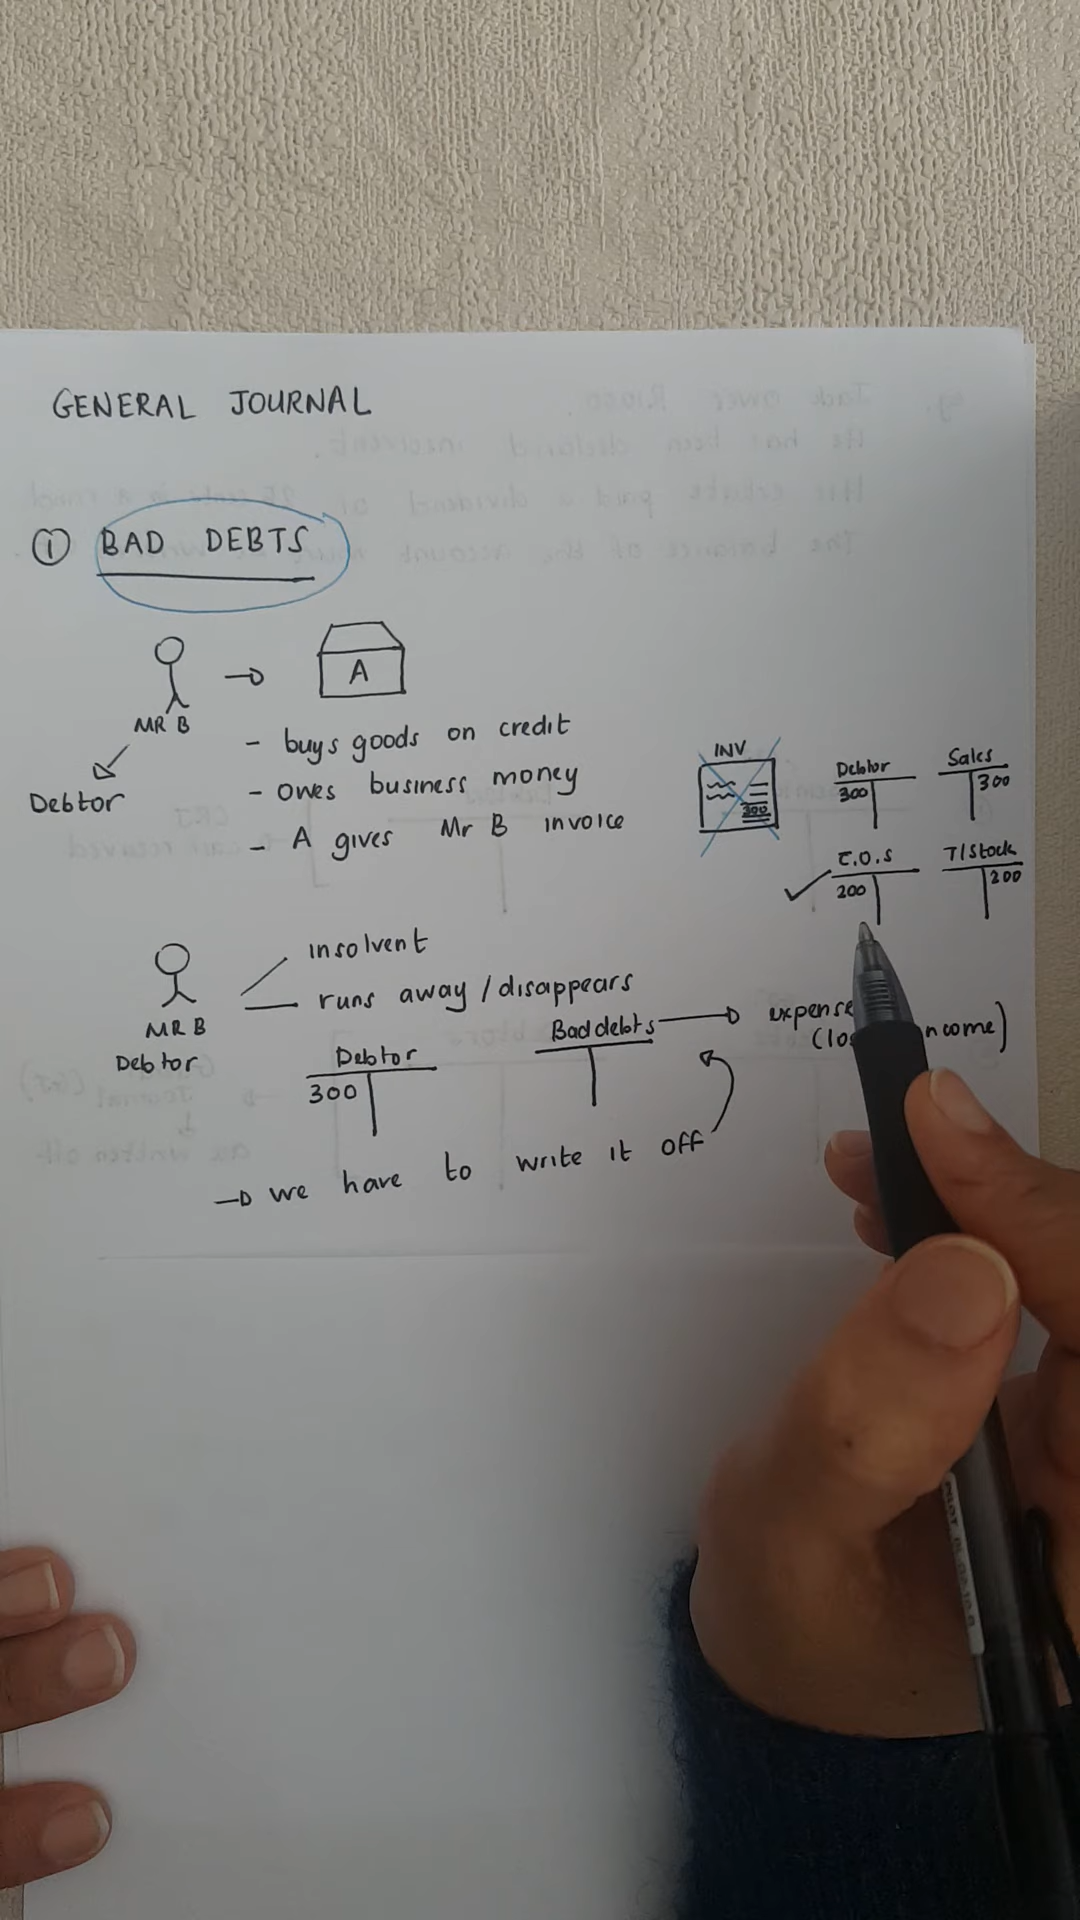 GENERAL JOURNAL
① BAD DEBTS
A
MR B
Debtor
- buys goods on credit
- owes business money
- A gives Mr B invoice
INV
300
Debtor
300
Sales
300
C.O.S
200
T/Stock
200
insolvent
runs away / disappears
MR B
Debtor
Debtor
300
Bad debts
expense
ncome)
we have to write it off